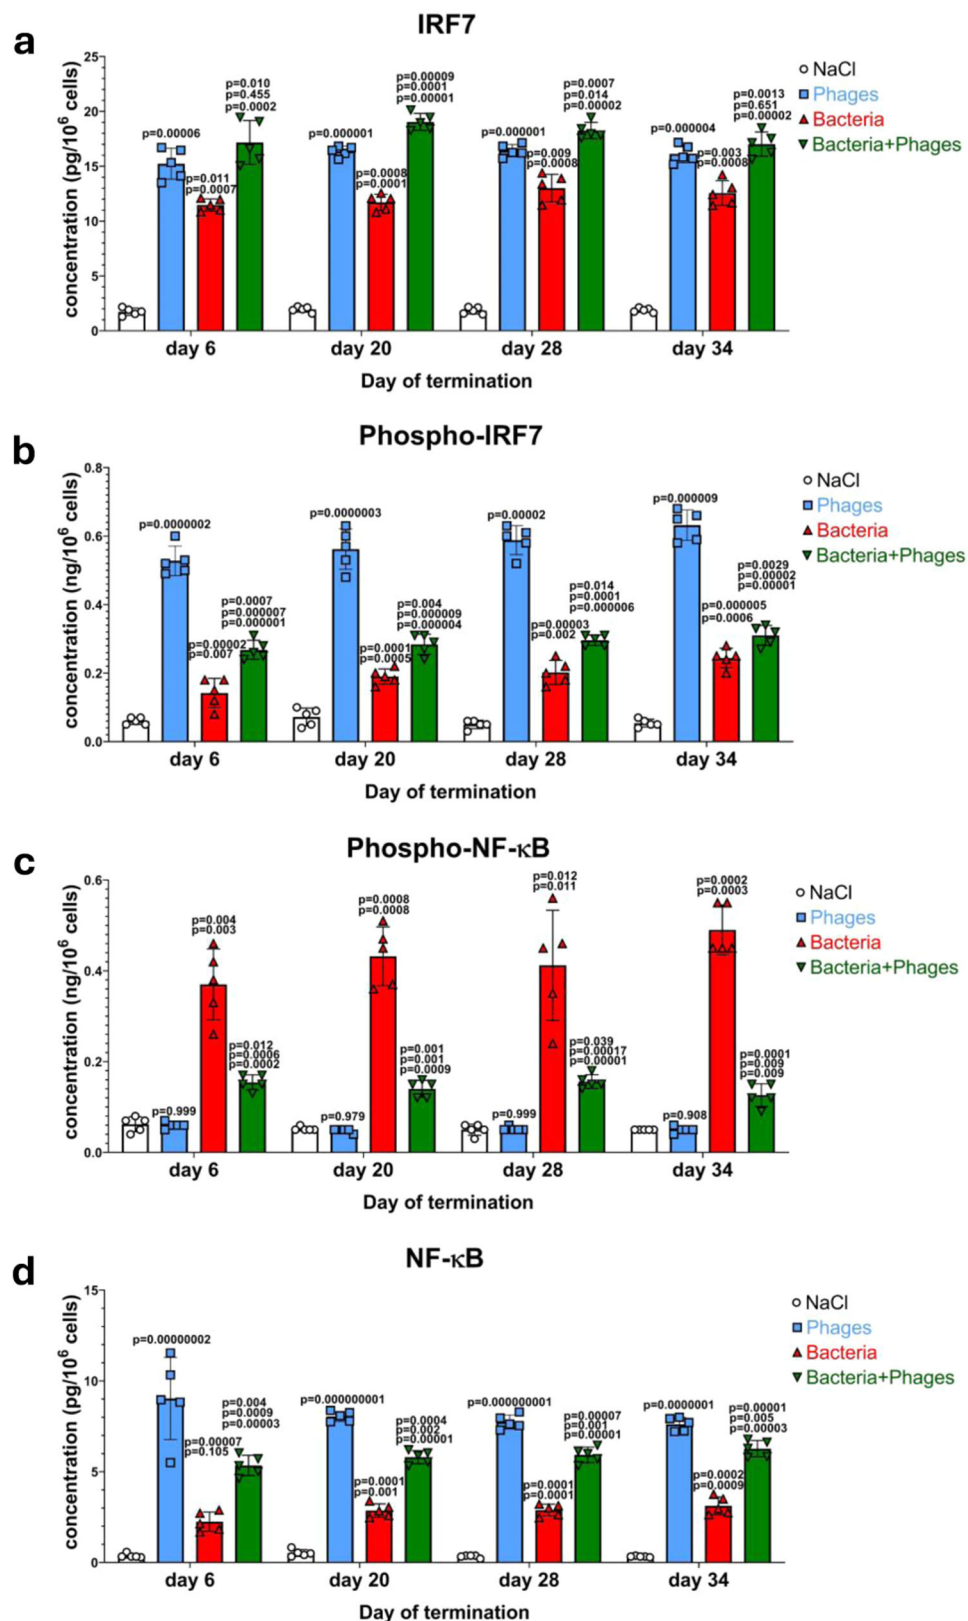 a
IRF7
concentration (pg/10⁶ cells)
25
20
15
10
5
0
p=0.00006
p=0.011
p=0.0007
p=0.010
p=0.455
p=0.0002
p=0.000001
p=0.0008
p=0.0001
p=0.00009
p=0.0001
p=0.00001
p=0.000001
p=0.009
p=0.0008
p=0.0007
p=0.014
p=0.00002
p=0.000004
p=0.003
p=0.0008
p=0.0013
p=0.651
p=0.00002
NaCl
Phages
Bacteria
Bacteria+Phages
day 6
day 20
day 28
day 34
Day of termination
b
Phospho-IRF7
concentration (ng/10⁶ cells)
0.8
0.6
0.4
0.2
0.0
p=0.0000002
p=0.00002
p=0.007
p=0.0007
p=0.000007
p=0.000001
p=0.0000003
p=0.0001
p=0.0005
p=0.004
p=0.000009
p=0.000004
p=0.00002
p=0.00003
p=0.002
p=0.014
p=0.0001
p=0.000006
p=0.000009
p=0.000005
p=0.0006
p=0.0029
p=0.00002
p=0.00001
NaCl
Phages
Bacteria
Bacteria+Phages
day 6
day 20
day 28
day 34
Day of termination
c
Phospho-NF-κB
concentration (ng/10⁶ cells)
0.6
0.4
0.2
0.0
p=0.999
p=0.004
p=0.003
p=0.012
p=0.0006
p=0.0002
p=0.979
p=0.0008
p=0.0008
p=0.001
p=0.001
p=0.0009
p=0.999
p=0.012
p=0.011
p=0.039
p=0.00017
p=0.00001
p=0.908
p=0.0002
p=0.0003
p=0.0001
p=0.009
p=0.009
NaCl
Phages
Bacteria
Bacteria+Phages
day 6
day 20
day 28
day 34
Day of termination
d
NF-κB
concentration (pg/10⁶ cells)
15
10
5
0
p=0.00000002
p=0.00007
p=0.105
p=0.004
p=0.0009
p=0.00003
p=0.000000001
p=0.0001
p=0.001
p=0.0004
p=0.002
p=0.00001
p=0.000000001
p=0.0001
p=0.0001
p=0.00007
p=0.001
p=0.00001
p=0.0000001
p=0.0002
p=0.0009
p=0.00001
p=0.005
p=0.00003
NaCl
Phages
Bacteria
Bacteria+Phages
day 6
day 20
day 28
day 34
Day of termination